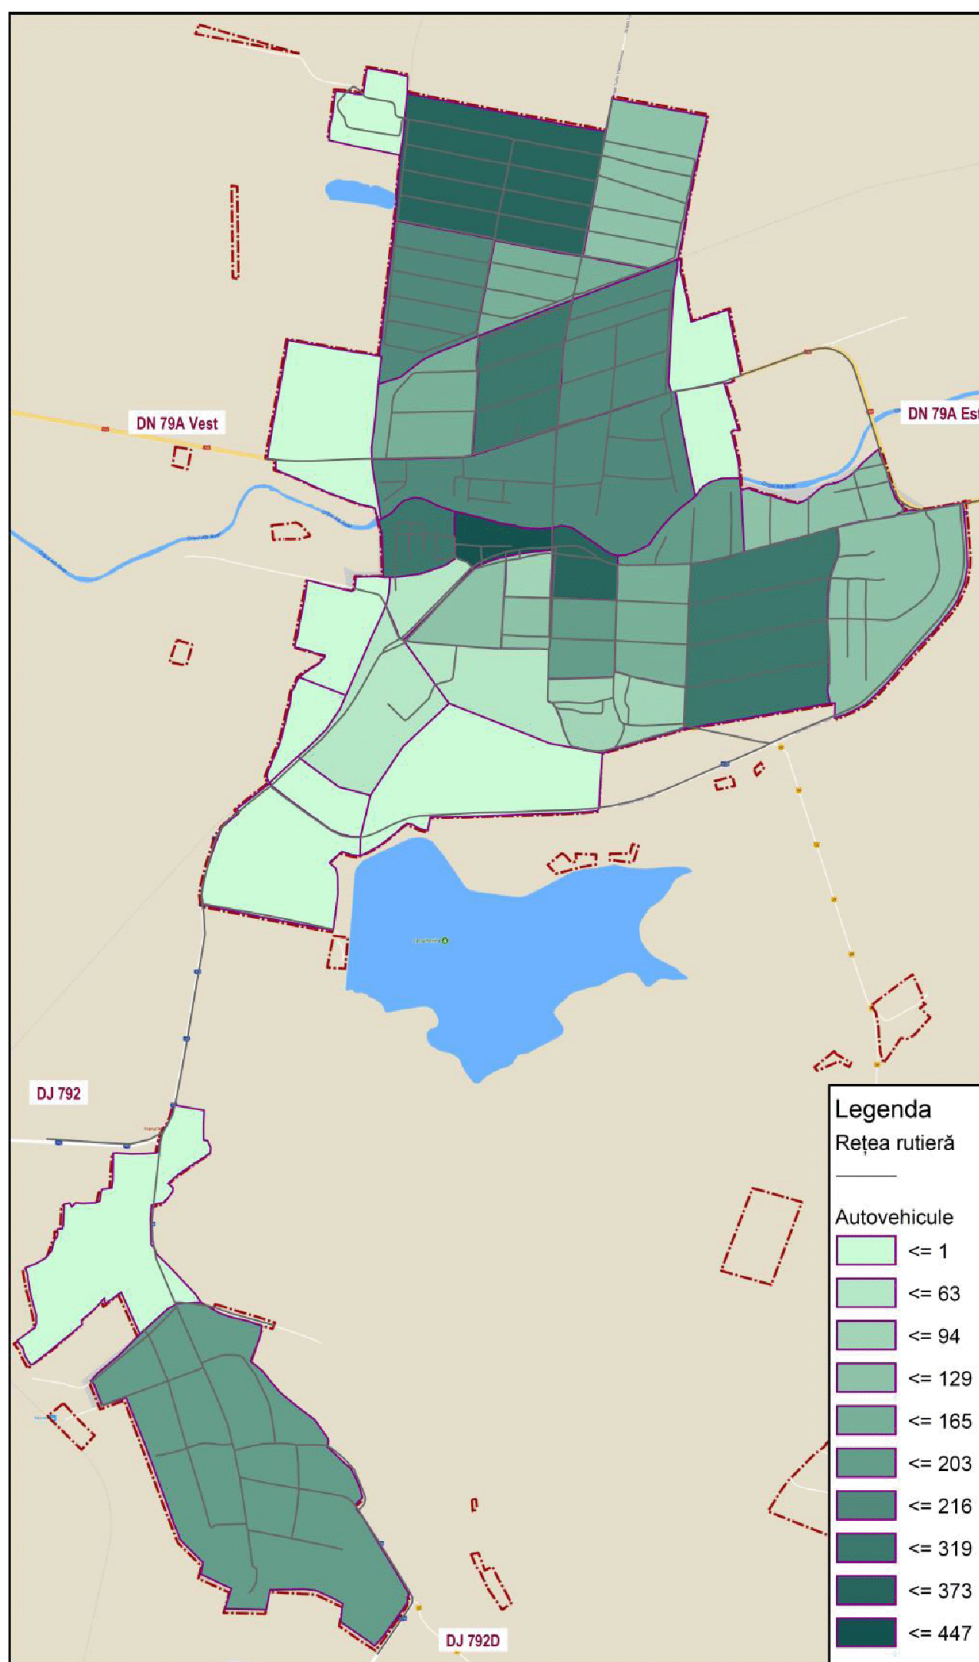 DN 79A Vest
DN 79A Est
DJ 792
Legenda
Rețea rutieră
Autovehicule
<= 1
<= 63
<= 94
<= 129
<= 165
<= 203
<= 216
<= 319
<= 373
<= 447
DJ 792D